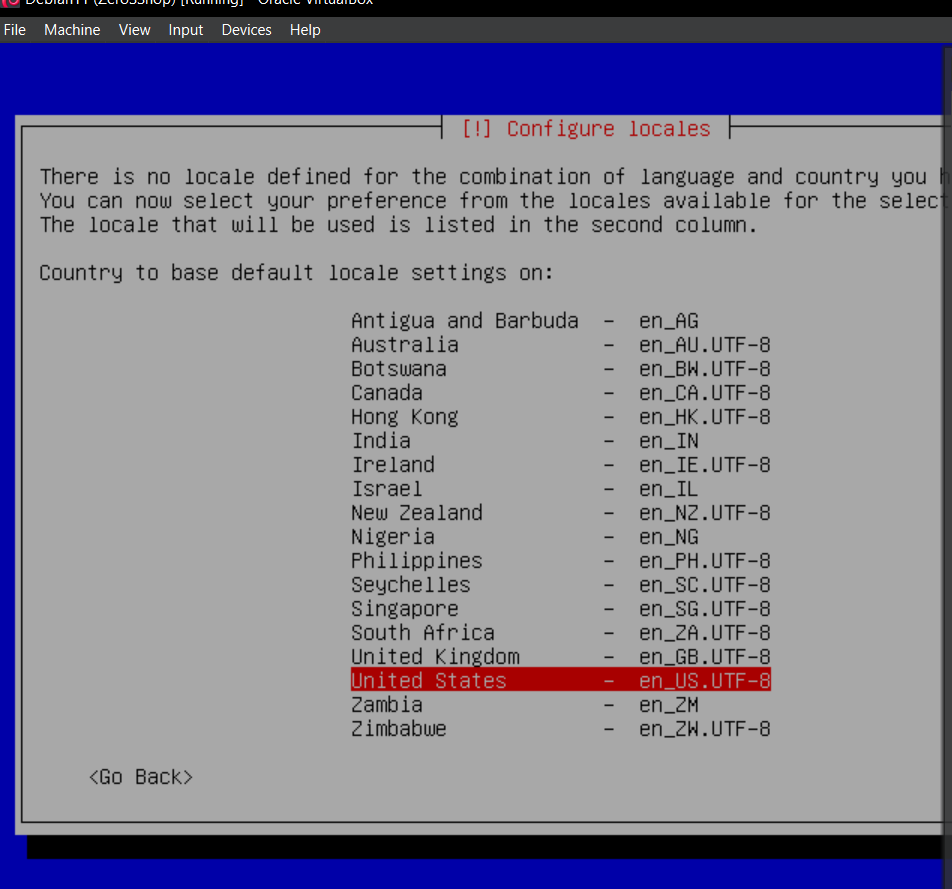 [Running] - Oracle VirtualBox
File Machine View Input Devices Help
[!] Configure locales
There is no locale defined for the combination of language and country you
You can now select your preference from the locales available for the select
The locale that will be used is listed in the second column.
Country to base default locale settings on:
Antigua and Barbuda - en_AG
Australia - en_AU.UTF-8
Botswana - en_BW.UTF-8
Canada - en_CA.UTF-8
Hong Kong - en_HK.UTF-8
India - en_IN
Ireland - en_IE.UTF-8
Israel - en_IL
New Zealand - en_NZ.UTF-8
Nigeria - en_NG
Philippines - en_PH.UTF-8
Seychelles - en_SC.UTF-8
Singapore - en_SG.UTF-8
South Africa - en_ZA.UTF-8
United Kingdom - en_GB.UTF-8
United States - en_US.UTF-8
Zambia - en_ZM
Zimbabwe - en_ZW.UTF-8
<Go Back>